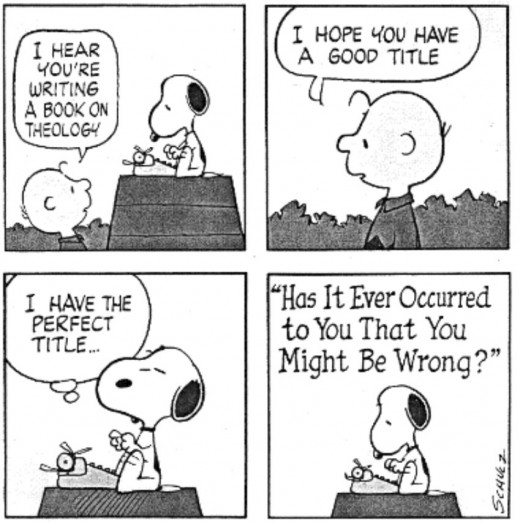 I HEAR
YOU'RE
WRITING
A BOOK ON
THEOLOGY
I HOPE YOU HAVE
A GOOD TITLE
I HAVE THE
PERFECT
TITLE...
"Has It Ever Occurred
to You That You
Might Be Wrong?"
SCHULZ